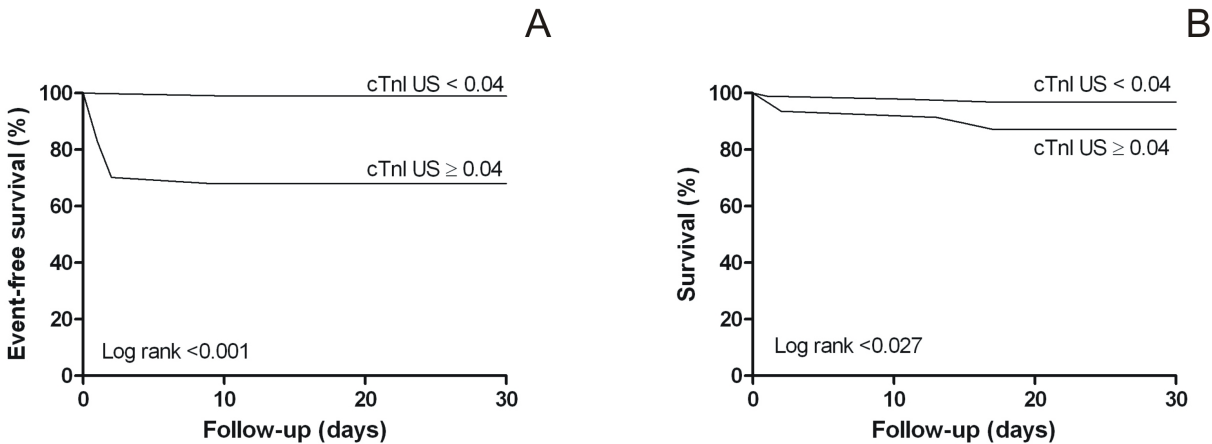 A
Event-free survival (%)
100
80
60
40
20
0
cTnI US < 0.04
cTnI US ≥ 0.04
Log rank <0.001
0 10 20 30
Follow-up (days)
B
Survival (%)
100
80
60
40
20
0
cTnI US < 0.04
cTnI US ≥ 0.04
Log rank <0.027
0 10 20 30
Follow-up (days)